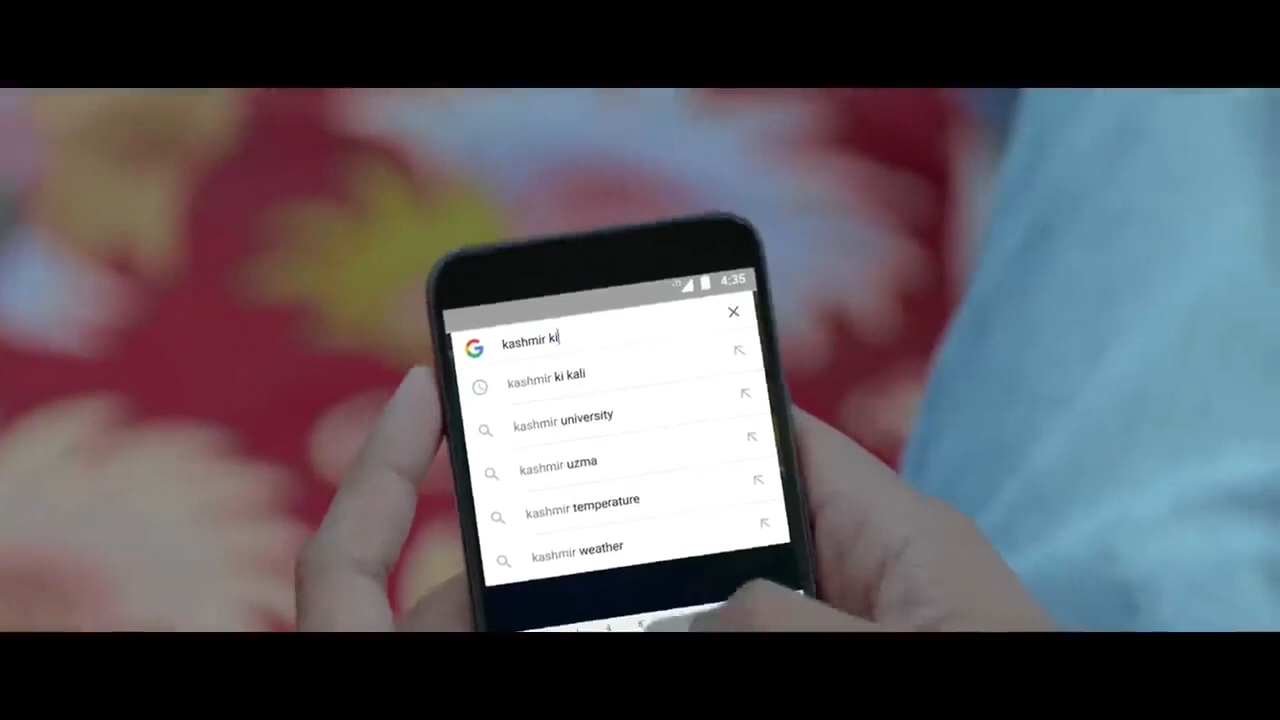 4:35
kashmir ki
kashmir ki kali
kashmir university
kashmir uzma
kashmir temperature
kashmir weather